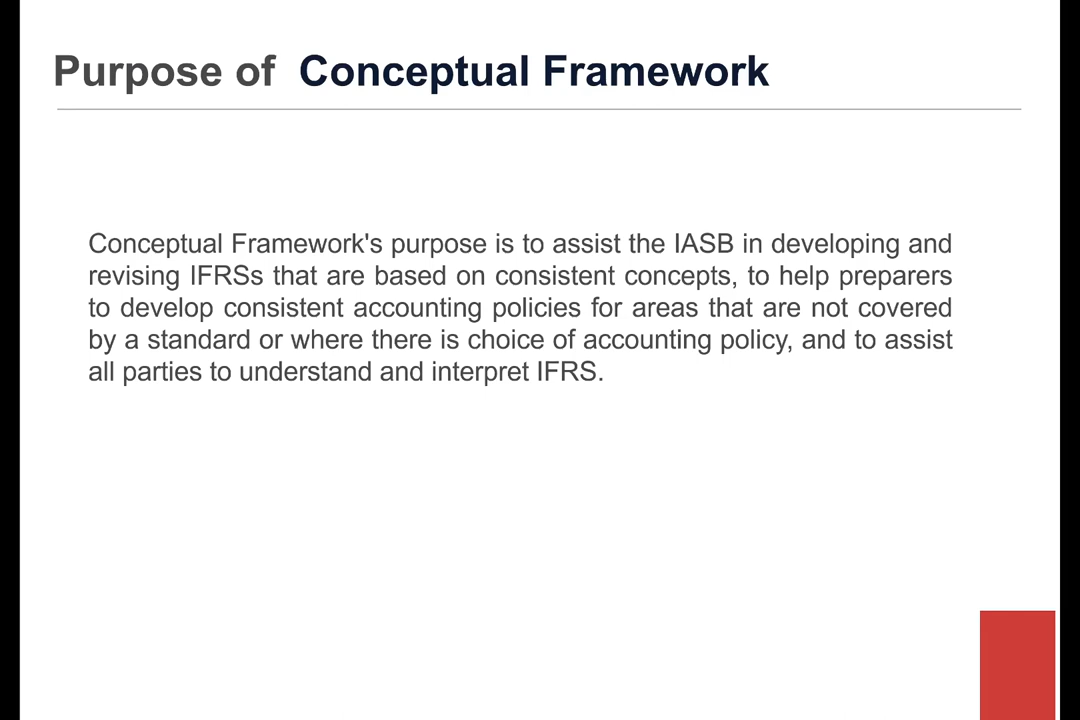 Purpose of Conceptual Framework
Conceptual Framework's purpose is to assist the IASB in developing and
revising IFRSs that are based on consistent concepts, to help preparers
to develop consistent accounting policies for areas that are not covered
by a standard or where there is choice of accounting policy, and to assist
all parties to understand and interpret IFRS.